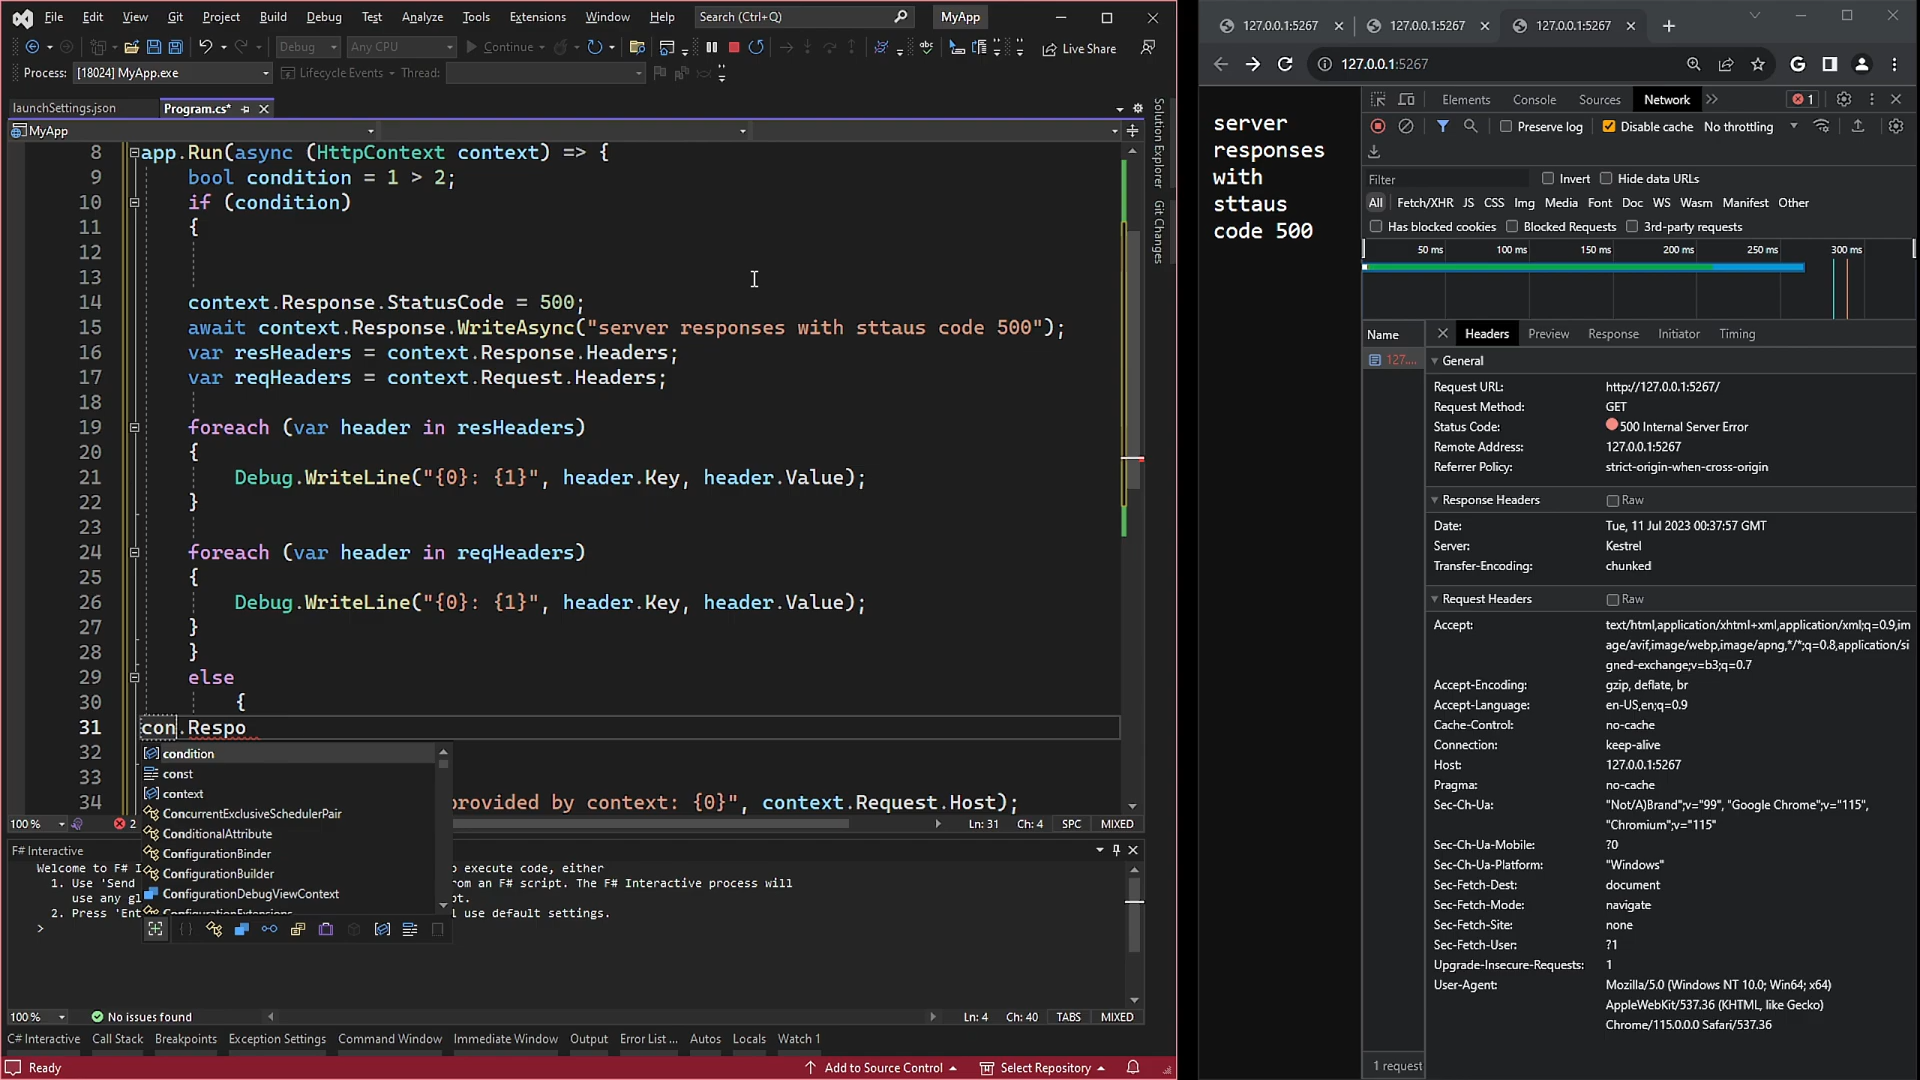 File Edit View Git Project Build Debug Test Analyze Tools Extensions Window Help Search (Ctrl+Q) MyApp
Debug Any CPU Continue Live Share
Process: [18024] MyApp.exe Lifecycle Events Thread:
launchSettings.json Program.cs*
MyApp
8 app.Run(async (HttpContext context) => {
9 bool condition = 1 > 2;
10 if (condition)
11 {
12
13
14 context.Response.StatusCode = 500;
15 await context.Response.WriteAsync("server responses with sttaus code 500");
16 var resHeaders = context.Response.Headers;
17 var reqHeaders = context.Request.Headers;
18
19 foreach (var header in resHeaders)
20 {
21 Debug.WriteLine("{0}: {1}", header.Key, header.Value);
22 }
23
24 foreach (var header in reqHeaders)
25 {
26 Debug.WriteLine("{0}: {1}", header.Key, header.Value);
27 }
28 }
29 else
30 {
31 con.Respo
32
33
34 provided by context: {0}", context.Request.Host);
condition
const
context
ConcurrentExclusiveSchedulerPair
ConditionalAttribute
ConfigurationBinder
ConfigurationBuilder
ConfigurationDebugViewContext
ConfigurationExtensions
100 % 2 Ln: 31 Ch: 4 SPC MIXED
F# Interactive
Welcome to F# I o execute code, either
1. Use 'Send rom an F# script. The F# Interactive process will
use any gl pt.
2. Press 'Ent l use default settings.
>
100 % No issues found Ln: 4 Ch: 40 TABS MIXED
C# Interactive Call Stack Breakpoints Exception Settings Command Window Immediate Window Output Error List ... Autos Locals Watch 1
Ready Add to Source Control Select Repository
Solution Explorer
Git Changes
127.0.0.1:5267 127.0.0.1:5267 127.0.0.1:5267
127.0.0.1:5267
server
responses
with
sttaus
code 500
Elements Console Sources Network 1
Preserve log Disable cache No throttling
Filter Invert Hide data URLs
All Fetch/XHR JS CSS Img Media Font Doc WS Wasm Manifest Other
Has blocked cookies Blocked Requests 3rd-party requests
50 ms 100 ms 150 ms 200 ms 250 ms 300 ms
Name Headers Preview Response Initiator Timing
127....
General
Request URL: http://127.0.0.1:5267/
Request Method: GET
Status Code: 500 Internal Server Error
Remote Address: 127.0.0.1:5267
Referrer Policy: strict-origin-when-cross-origin
Response Headers Raw
Date: Tue, 11 Jul 2023 00:37:57 GMT
Server: Kestrel
Transfer-Encoding: chunked
Request Headers Raw
Accept: text/html,application/xhtml+xml,application/xml;q=0.9,im
age/avif,image/webp,image/apng,*/*;q=0.8,application/si
gned-exchange;v=b3;q=0.7
Accept-Encoding: gzip, deflate, br
Accept-Language: en-US,en;q=0.9
Cache-Control: no-cache
Connection: keep-alive
Host: 127.0.0.1:5267
Pragma: no-cache
Sec-Ch-Ua: "Not/A)Brand";v="99", "Google Chrome";v="115",
"Chromium";v="115"
Sec-Ch-Ua-Mobile: ?0
Sec-Ch-Ua-Platform: "Windows"
Sec-Fetch-Dest: document
Sec-Fetch-Mode: navigate
Sec-Fetch-Site: none
Sec-Fetch-User: ?1
Upgrade-Insecure-Requests: 1
User-Agent: Mozilla/5.0 (Windows NT 10.0; Win64; x64)
AppleWebKit/537.36 (KHTML, like Gecko)
Chrome/115.0.0.0 Safari/537.36
1 request